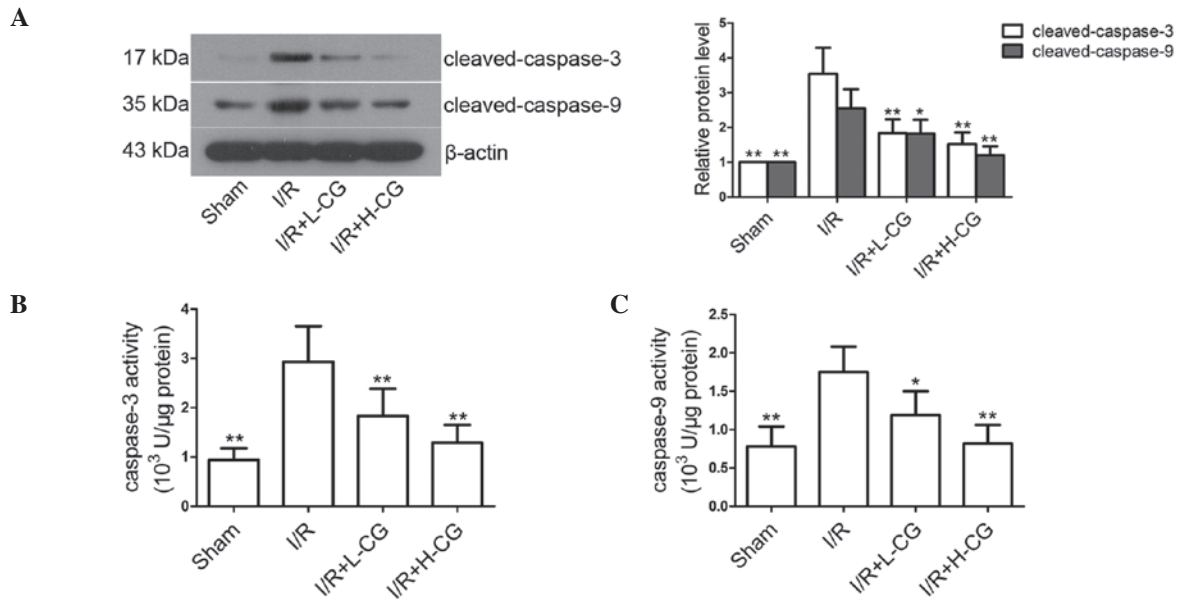 A
17 kDa
cleaved-caspase-3
35 kDa
cleaved-caspase-9
43 kDa
β-actin
Sham
I/R
I/R+L-CG
I/R+H-CG
Relative protein level
5
4
3
2
1
0
** ** ** * ** **
Sham
I/R
I/R+L-CG
I/R+H-CG
cleaved-caspase-3
cleaved-caspase-9
B
caspase-3 activity
(10³ U/µg protein)
4
3
2
1
0
** ** **
Sham
I/R
I/R+L-CG
I/R+H-CG
C
caspase-9 activity
(10³ U/µg protein)
2.5
2.0
1.5
1.0
0.5
0.0
** * **
Sham
I/R
I/R+L-CG
I/R+H-CG